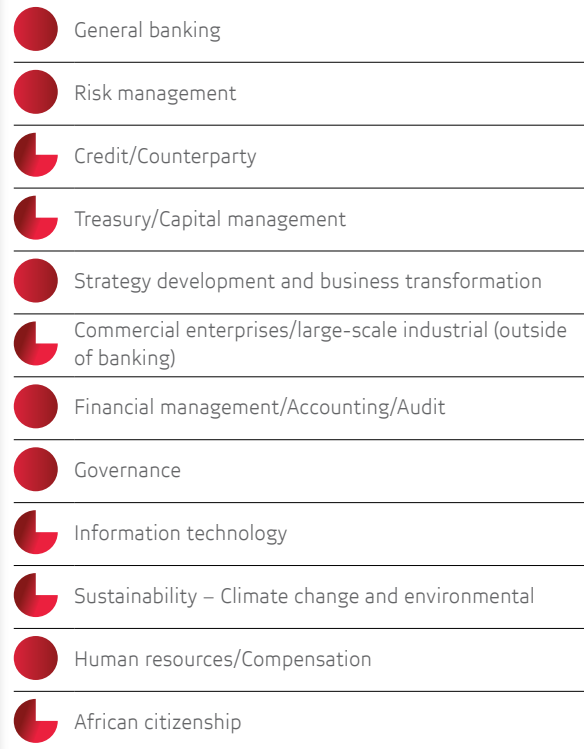 General banking
Risk management
Credit/Counterparty
Treasury/Capital management
Strategy development and business transformation
Commercial enterprises/large-scale industrial (outside
of banking)
Financial management/Accounting/Audit
Governance
Information technology
Sustainability – Climate change and environmental
Human resources/Compensation
African citizenship